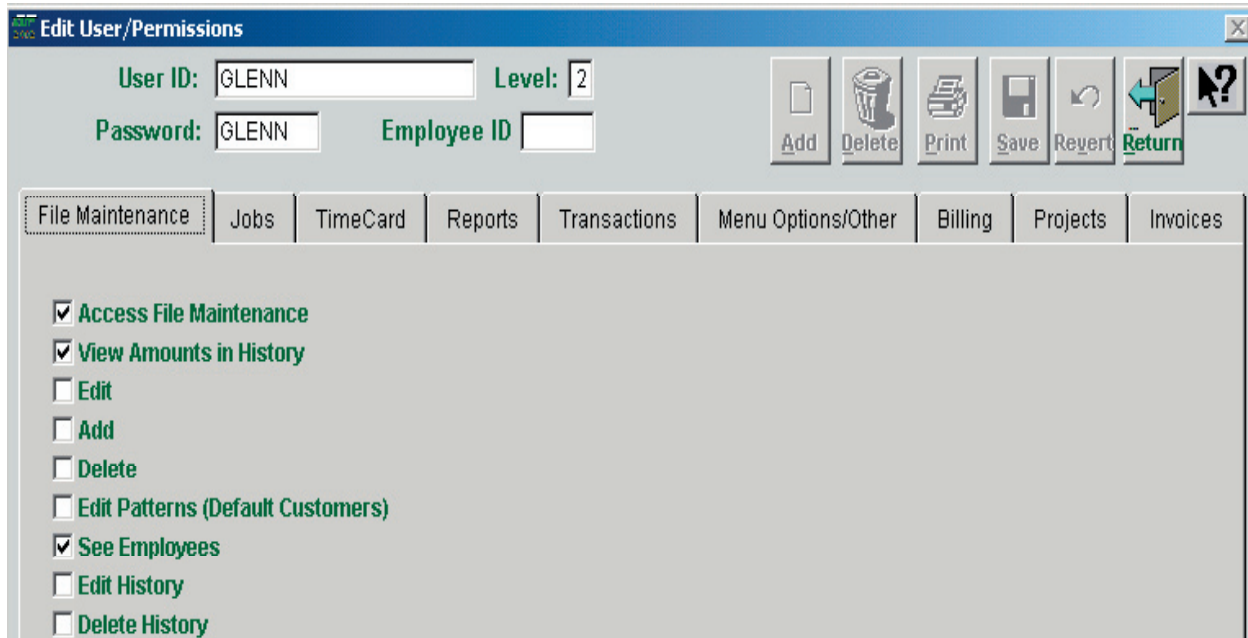 Edit User/Permissions
User ID: GLENN Level: 2
Password: GLENN Employee ID
Add Delete Print Save Revert Return
File Maintenance Jobs TimeCard Reports Transactions Menu Options/Other Billing Projects Invoices
Access File Maintenance
View Amounts in History
Edit
Add
Delete
Edit Patterns (Default Customers)
See Employees
Edit History
Delete History